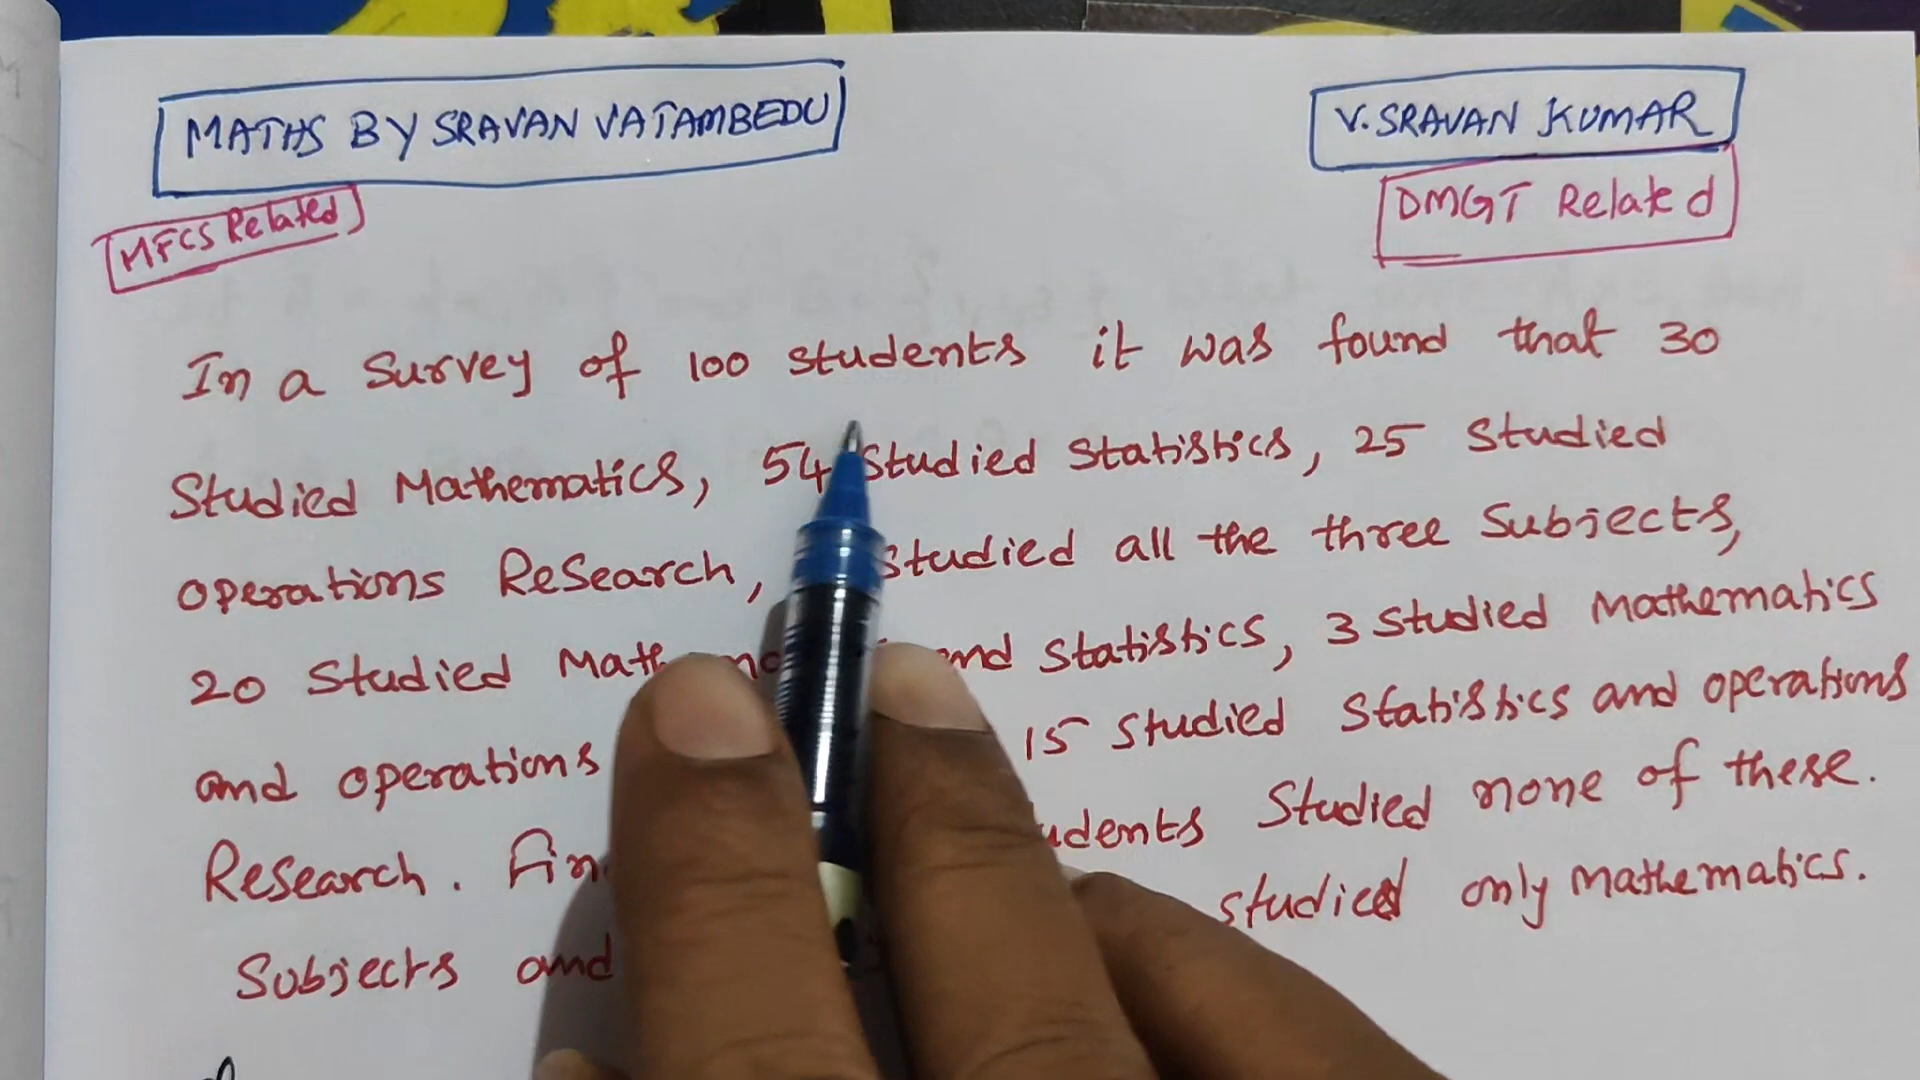 MATHS BY SRAVAN VATAMBEDU
V. SRAVAN KUMAR
MFCS Related
DMGT Related
In a Survey of 100 students it was found that 30
Studied Mathematics, 54 Studied Statistics, 25 Studied
Operations Research, Studied all the three Subjects,
20 Studied and Statistics, 3 Studied Mathematics
and operations 15 Studied Statistics and operations
Research. Studied none of these.
Subjects and studied only Mathematics.